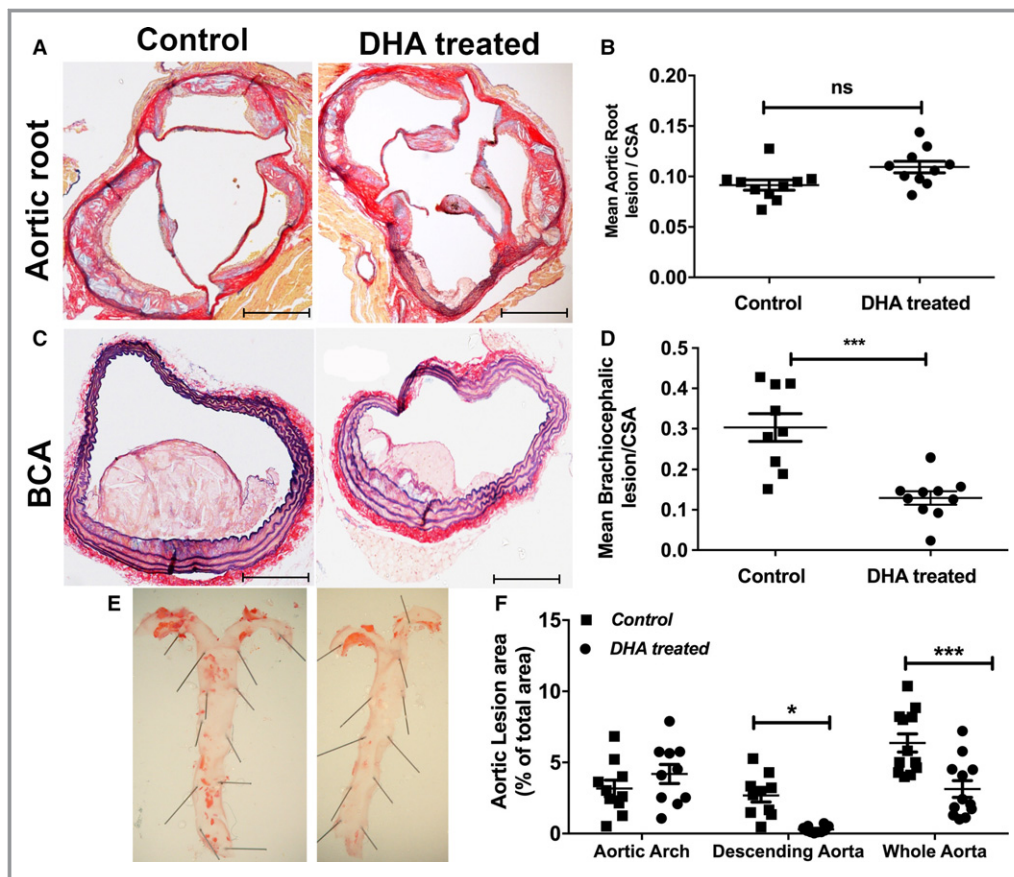 Control
DHA treated
A
Aortic root
B
Mean Aortic Root
lesion / CSA
0.20
0.15
0.10
0.05
0.00
ns
Control
DHA treated
C
BCA
D
Mean Brachiocephalic
lesion/CSA
0.5
0.4
0.3
0.2
0.1
0.0
***
Control
DHA treated
E
F
Aortic Lesion area
(% of total area)
15
10
5
0
Control
DHA treated
*
***
Aortic Arch
Descending Aorta
Whole Aorta